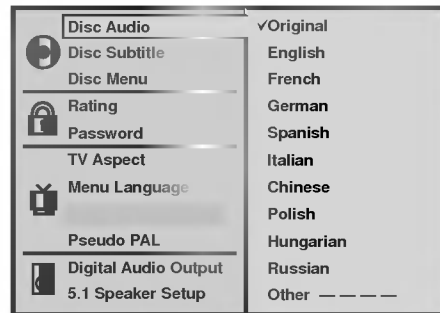 Disc Audio
Disc Subtitle
Disc Menu
Rating
Password
TV Aspect
Menu Language
Pseudo PAL
Digital Audio Output
5.1 Speaker Setup
✓Original
English
French
German
Spanish
Italian
Chinese
Polish
Hungarian
Russian
Other — — — —